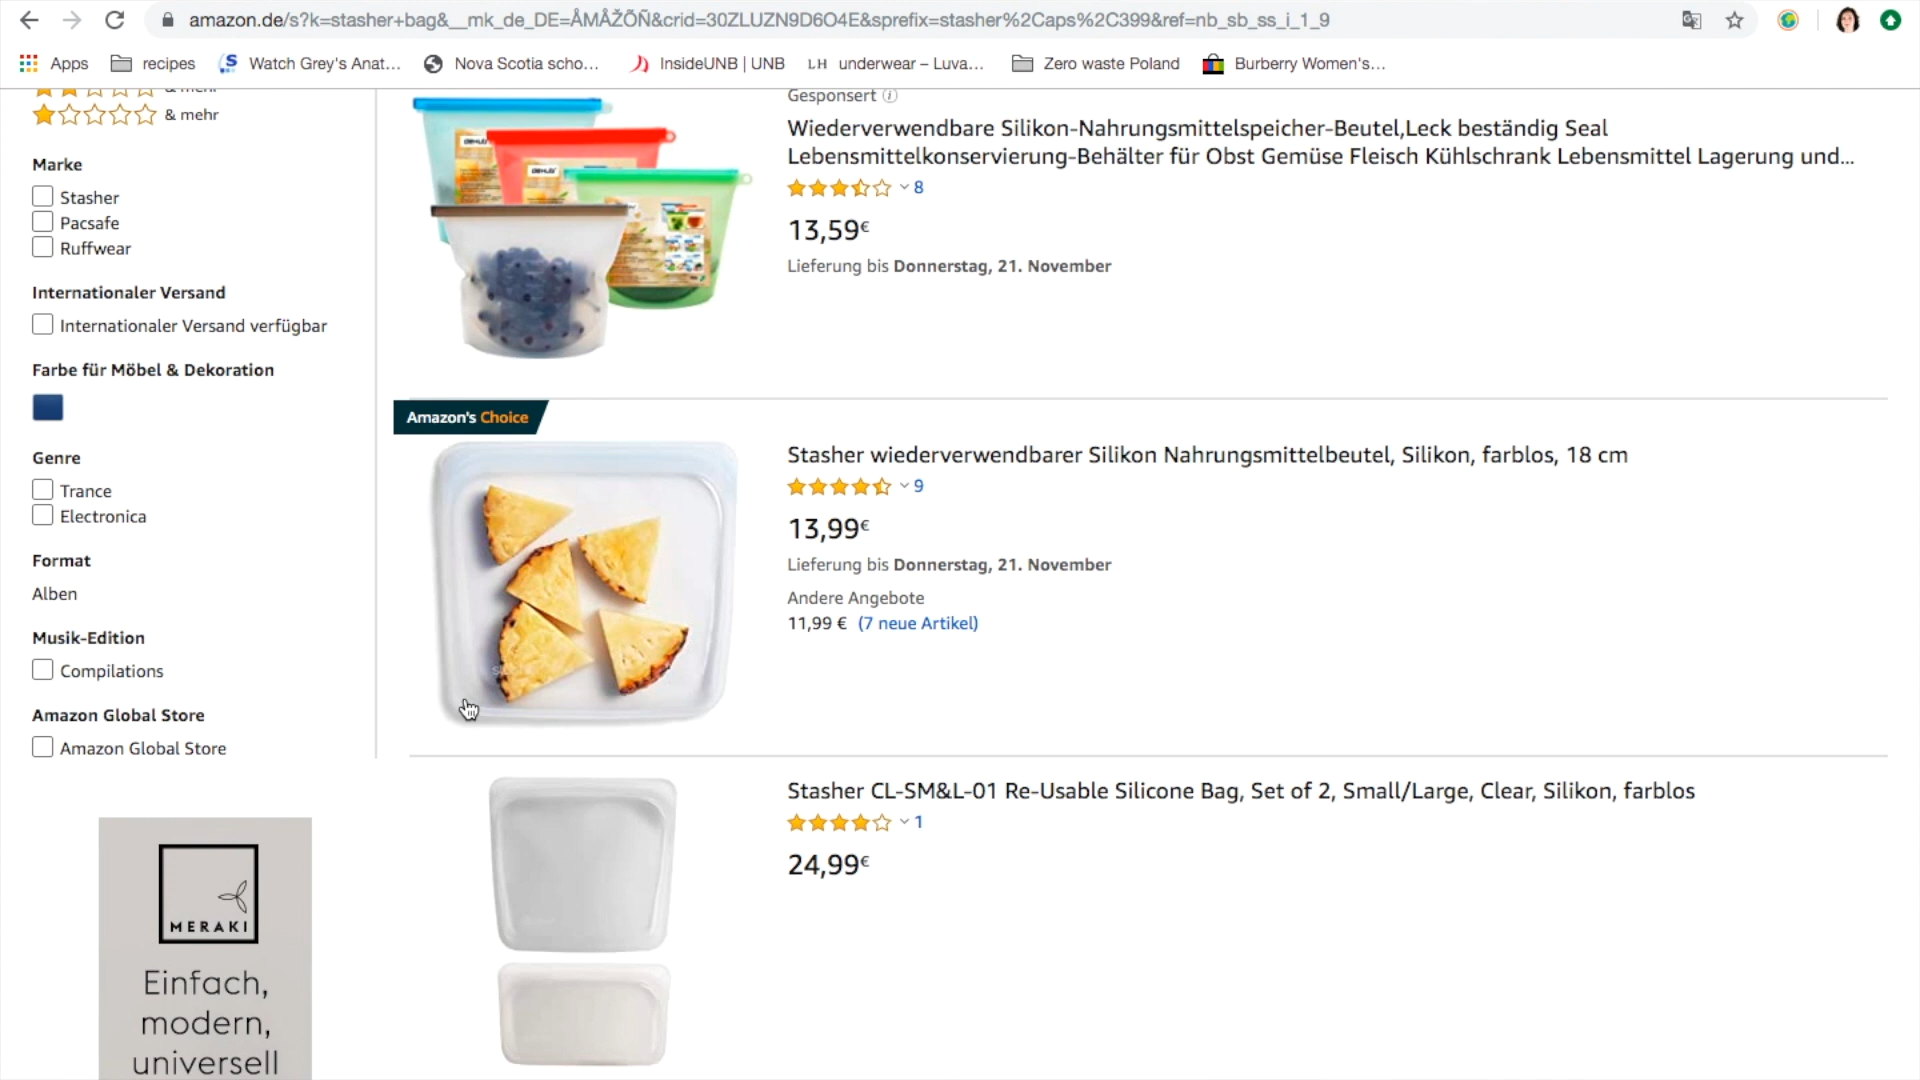 amazon.de/s?k=stasher+bag&__mk_de_DE=ÅMÅŽÕÑ&crid=30ZLUZN9D6O4E&sprefix=stasher%2Caps%2C399&ref=nb_sb_ss_i_1_9
Apps recipes Watch Grey's Anat... Nova Scotia scho... InsideUNB | UNB LH underwear – Luva... Zero waste Poland Burberry Women's...
& mehr
& mehr
Marke
Stasher
Pacsafe
Ruffwear
Internationaler Versand
Internationaler Versand verfügbar
Farbe für Möbel & Dekoration
Genre
Trance
Electronica
Format
Alben
Musik-Edition
Compilations
Amazon Global Store
Amazon Global Store
MERAKI
Einfach,
modern,
universell
Gesponsert
Wiederverwendbare Silikon-Nahrungsmittelspeicher-Beutel,Leck beständig Seal
Lebensmittelkonservierung-Behälter für Obst Gemüse Fleisch Kühlschrank Lebensmittel Lagerung und...
8
13,59€
Lieferung bis Donnerstag, 21. November
Amazon's Choice
Stasher wiederverwendbarer Silikon Nahrungsmittelbeutel, Silikon, farblos, 18 cm
9
13,99€
Lieferung bis Donnerstag, 21. November
Andere Angebote
11,99 € (7 neue Artikel)
Stasher CL-SM&L-01 Re-Usable Silicone Bag, Set of 2, Small/Large, Clear, Silikon, farblos
1
24,99€